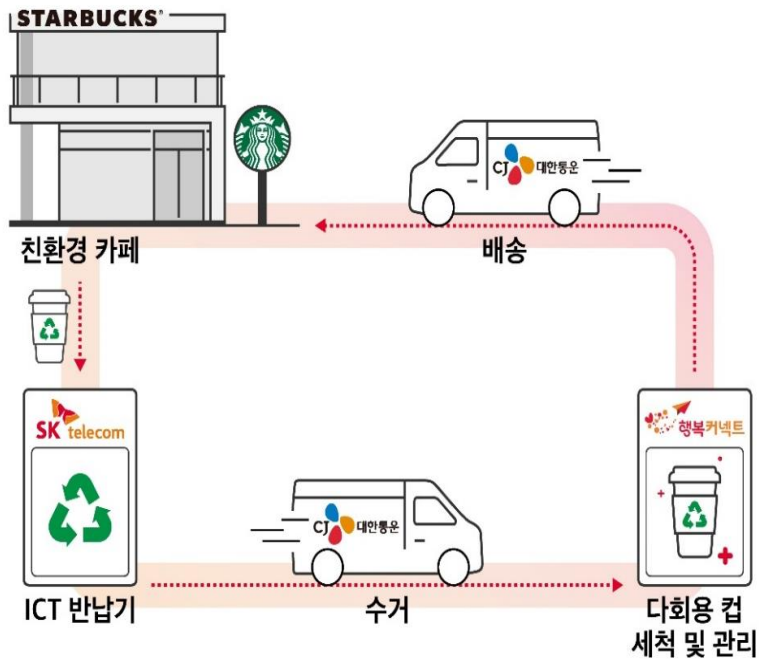 STARBUCKS
CJ 대한통운
친환경 카페
배송
SK telecom
행복커넥트
CJ 대한통운
ICT 반납기
수거
다회용 컵
세척 및 관리